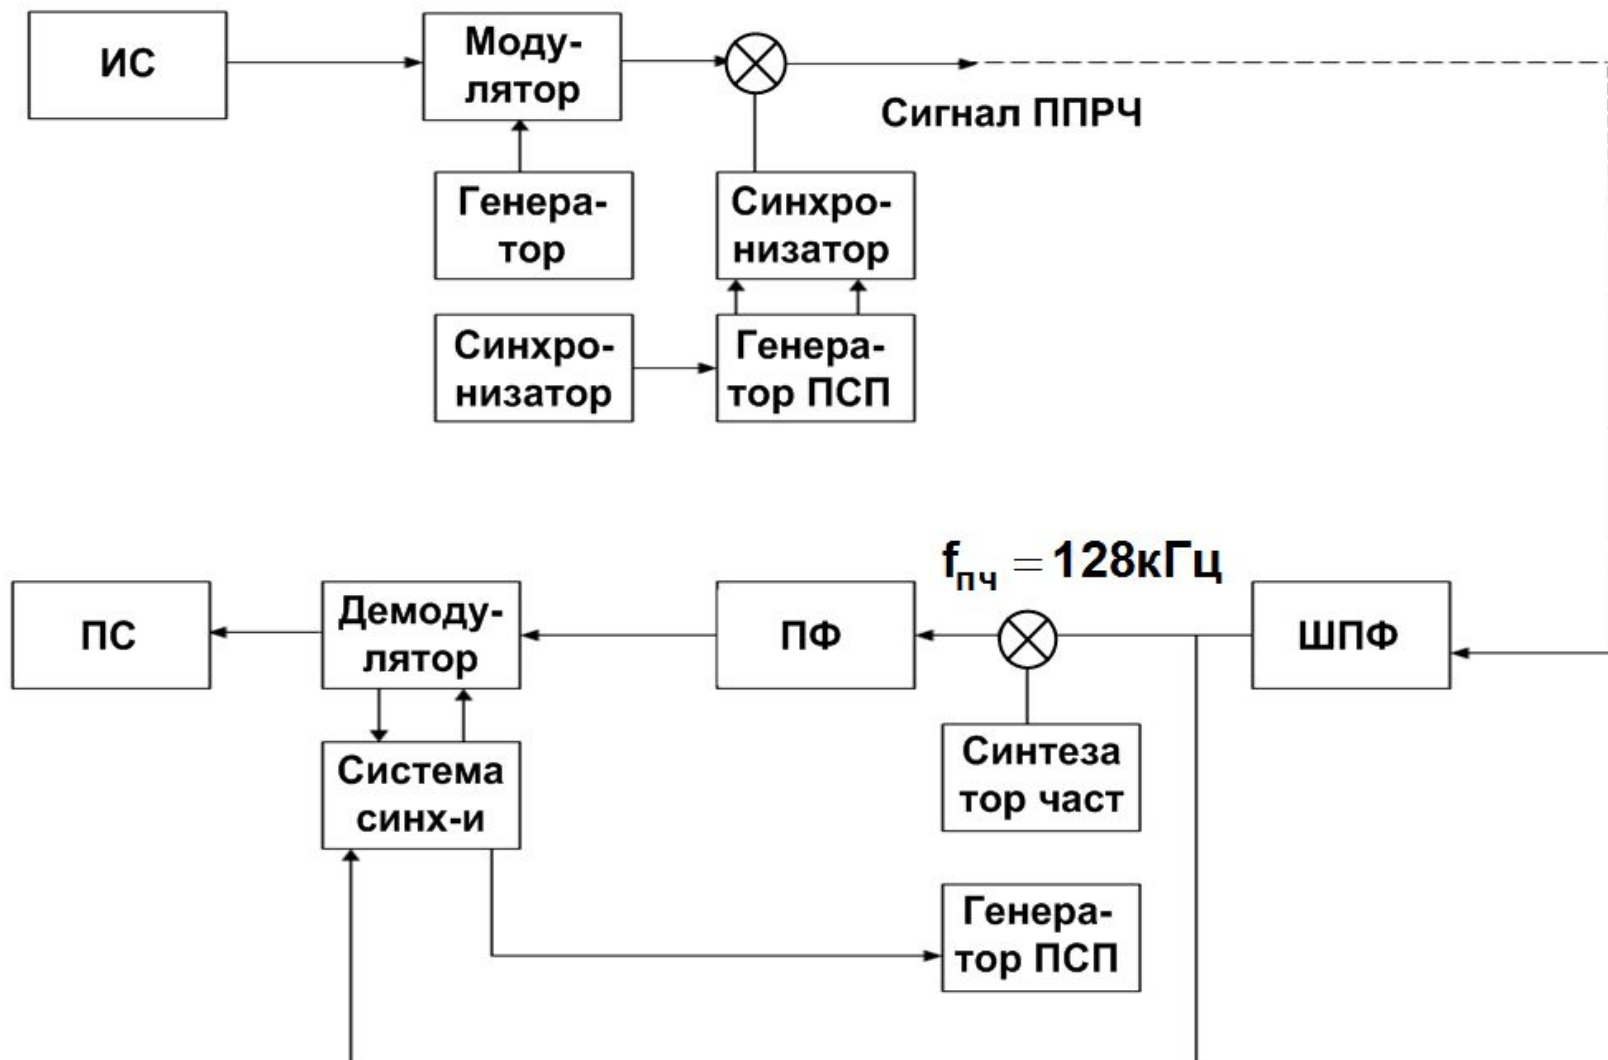 ИС
Моду-
лятор
Сигнал ППРЧ
Генера-
тор
Синхро-
низатор
Синхро-
низатор
Генера-
тор ПСП
fпч = 128кГц
ПС
Демоду-
лятор
ПФ
ШПФ
Система
синх-и
Синтеза
тор част
Генера-
тор ПСП